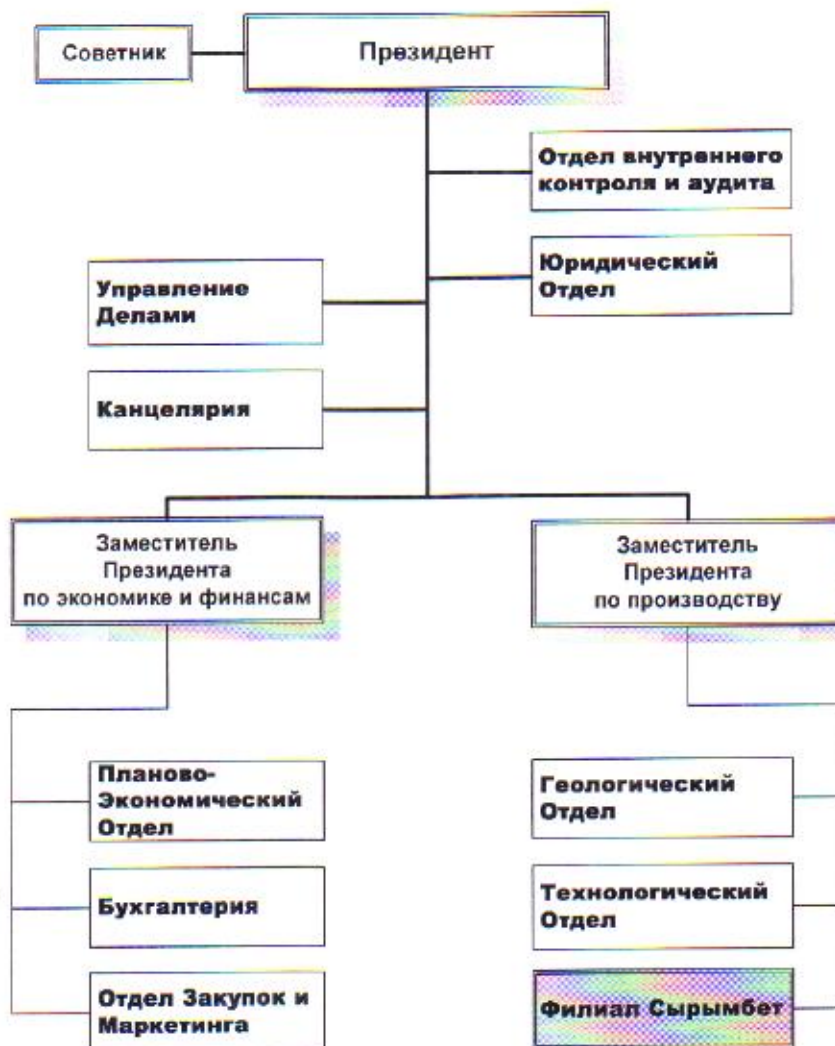 Советник
Президент
Отдел внутреннего
контроля и аудита
Управление
Делами
Юридический
Отдел
Канцелярия
Заместитель
Президента
по экономике и финансам
Заместитель
Президента
по производству
Планово-
Экономический
Отдел
Бухгалтерия
Отдел Закупок и
Маркетинга
Геологический
Отдел
Технологический
Отдел
Филиал Сырымбет